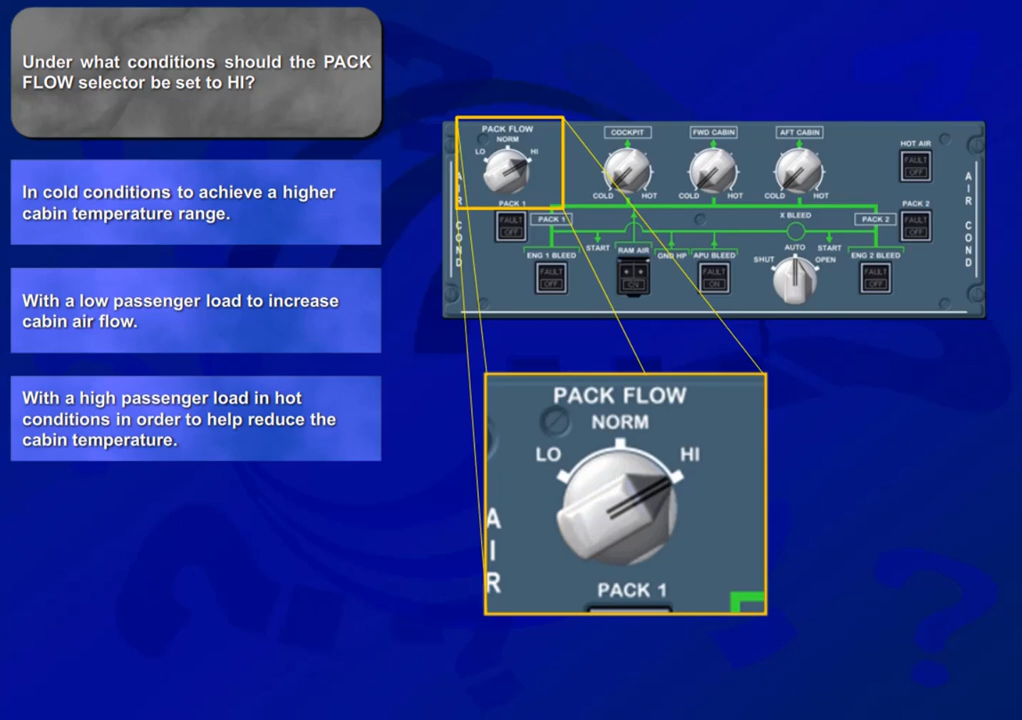 Under what conditions should the PACK
FLOW selector be set to HI?
In cold conditions to achieve a higher
cabin temperature range.
With a low passenger load to increase
cabin air flow.
With a high passenger load in hot
conditions in order to help reduce the
cabin temperature.
PACK FLOW
NORM
LO
HI
COCKPIT
FWD CABIN
AFT CABIN
HOT AIR
FAULT
OFF
COLD
HOT
COLD
HOT
COLD
HOT
AIR COND
AIR COND
PACK 1
FAULT
OFF
PACK 1
X BLEED
PACK 2
PACK 2
FAULT
OFF
START
RAM AIR
GND HP
APU BLEED
START
ENG 1 BLEED
FAULT
OFF
ON
FAULT
ON
SHUT
AUTO
OPEN
ENG 2 BLEED
FAULT
OFF
PACK FLOW
NORM
LO
HI
AIR
PACK 1